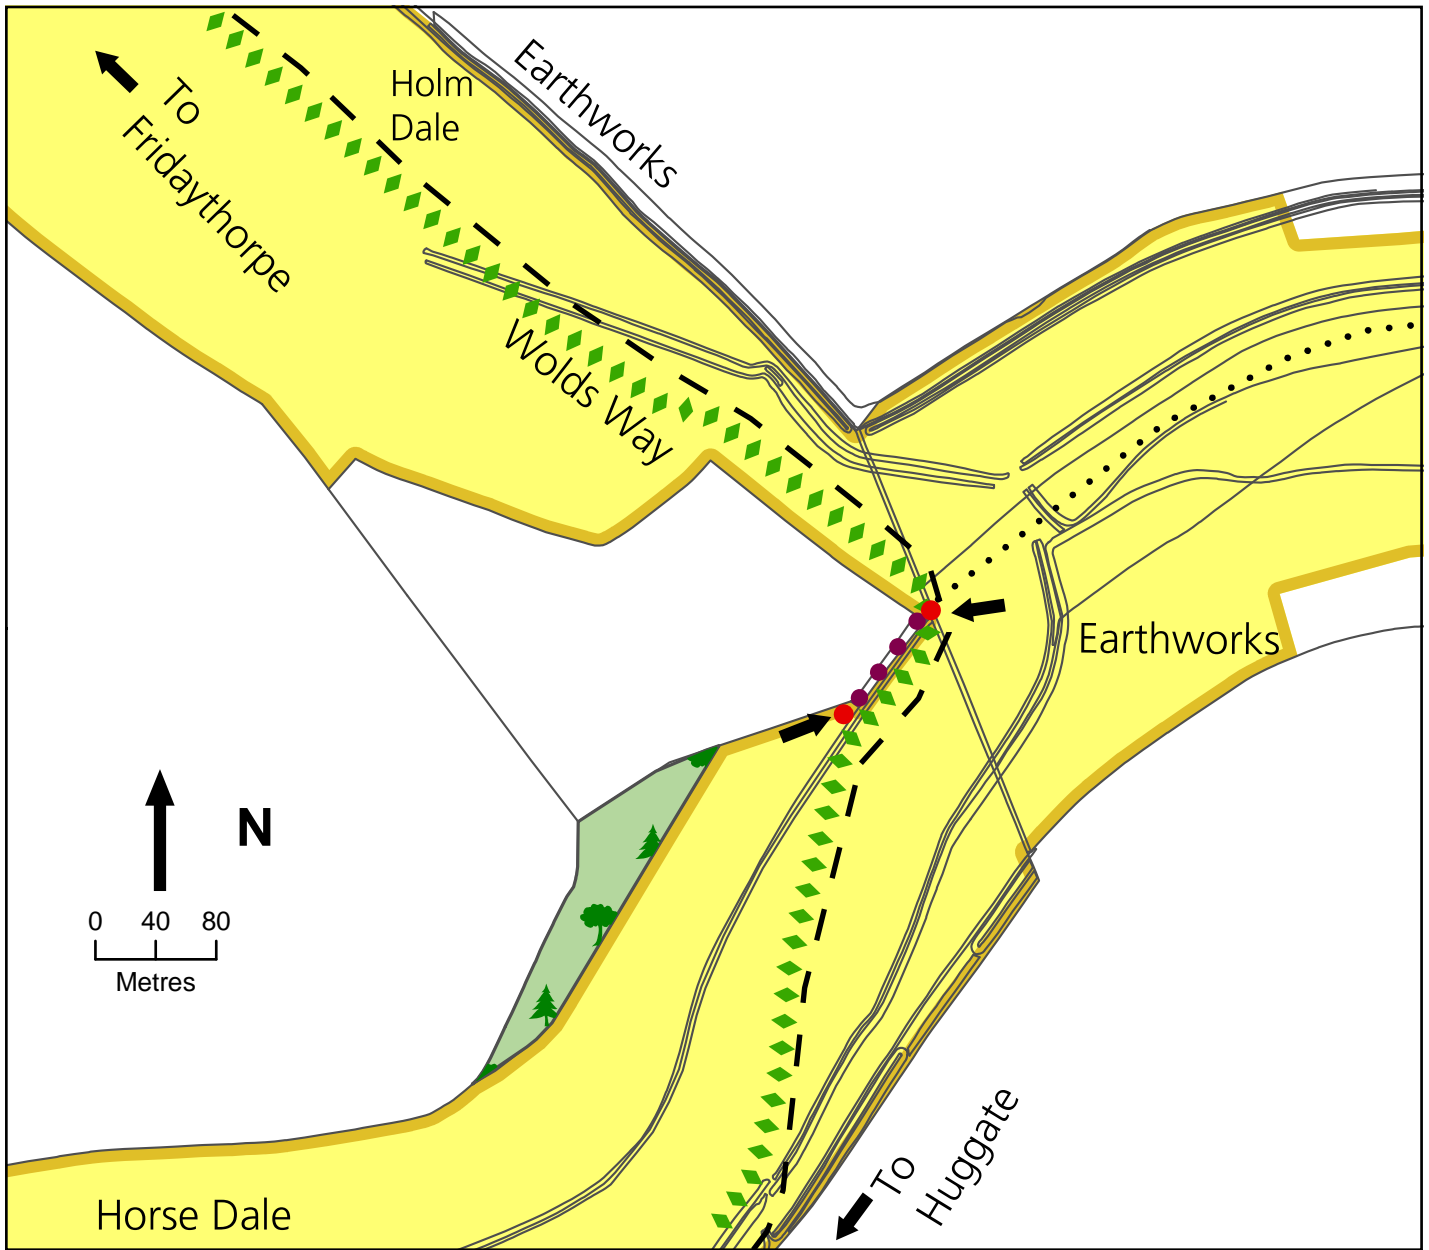 Earthworks
Holm
Dale
To
Fridaythorpe
Wolds Way
Earthworks
N
0 40 80
Metres
To
Huggate
Horse Dale